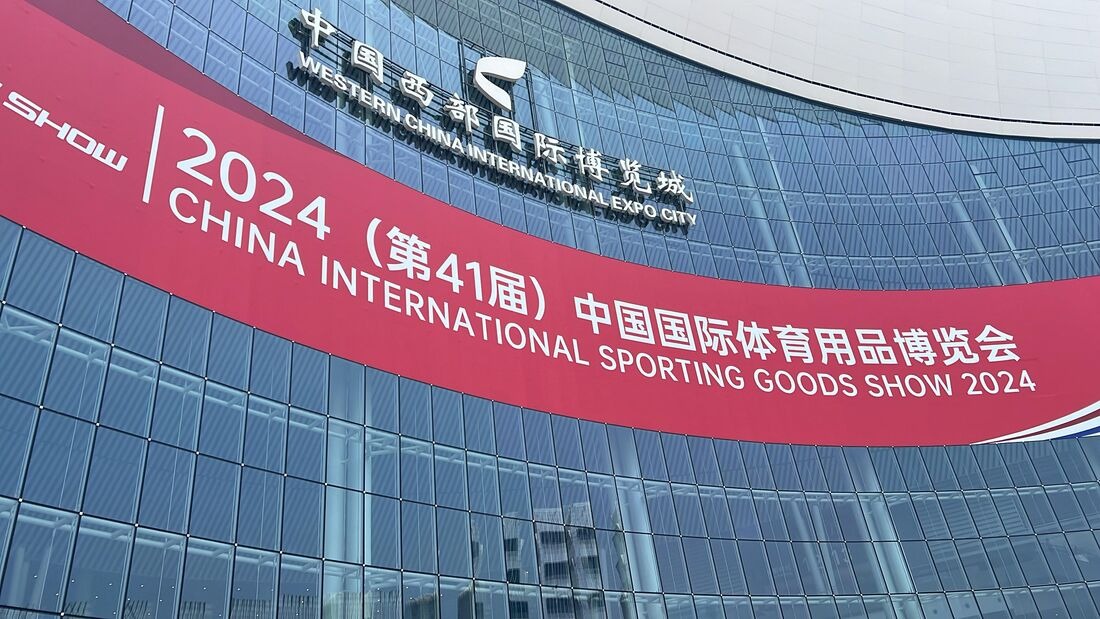 中国西部国际博览城
WESTERN CHINA INTERNATIONAL EXPO CITY
SHOW
2024（第41届）中国国际体育用品博览会
CHINA INTERNATIONAL SPORTING GOODS SHOW 2024